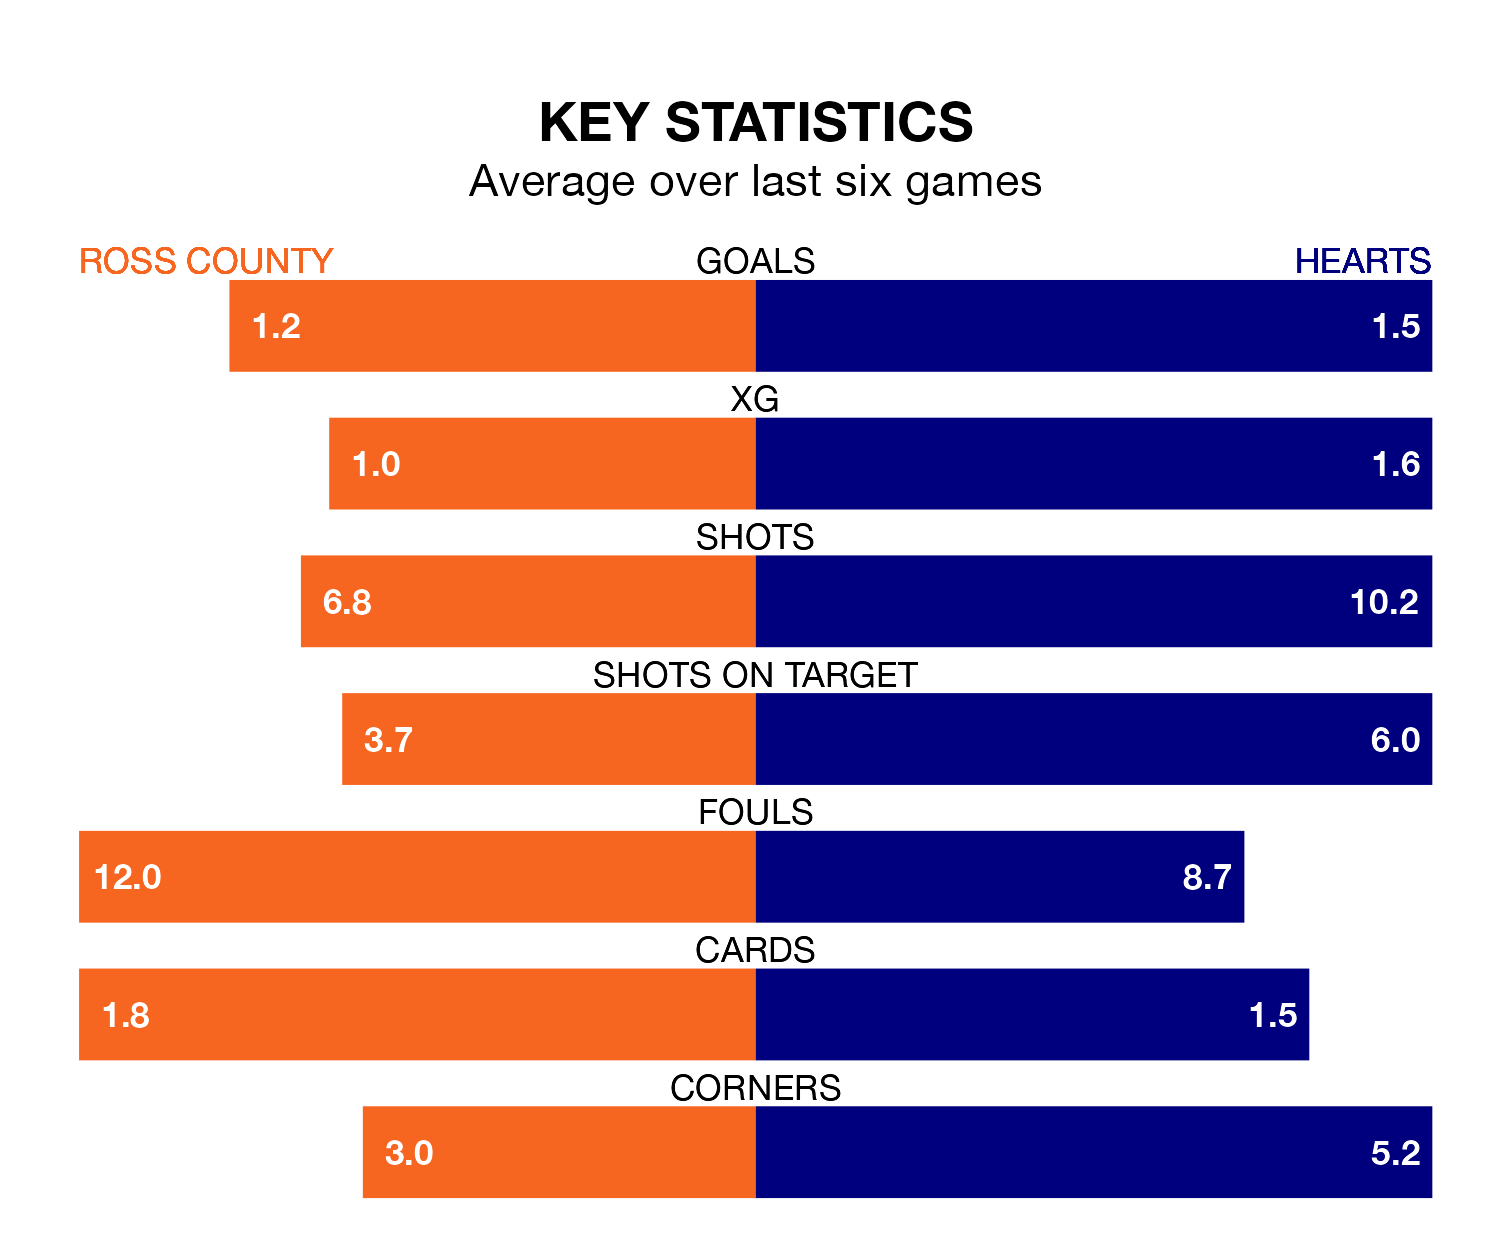 KEY STATISTICS
Average over last six games
ROSS COUNTY GOALS HEARTS
1.2 1.5
XG
1.0 1.6
SHOTS
6.8 10.2
SHOTS ON TARGET
3.7 6.0
FOULS
12.0 8.7
CARDS
1.8 1.5
CORNERS
3.0 5.2